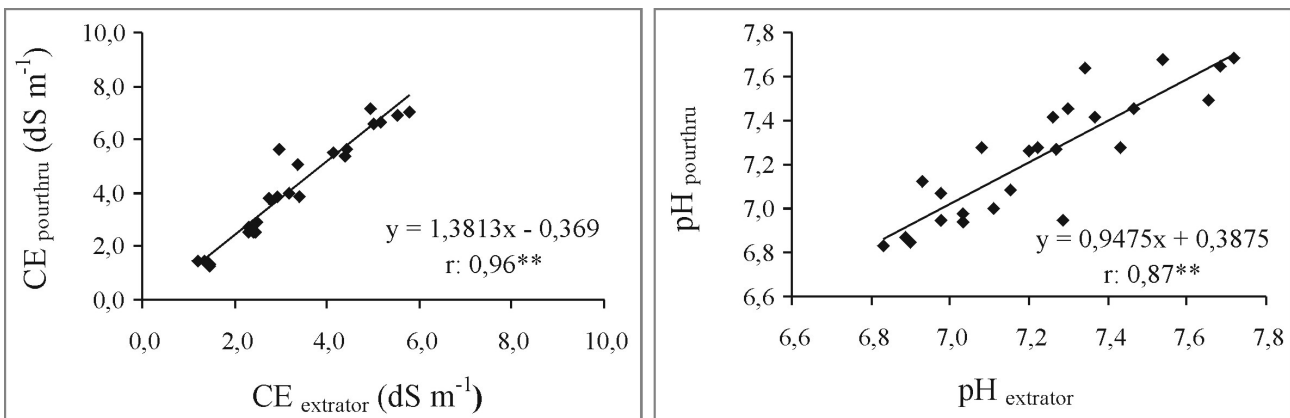 CE pourthru (dS m⁻¹)
10,0
8,0
6,0
4,0
2,0
0,0
y = 1,3813x - 0,369
r: 0,96**
0,0 2,0 4,0 6,0 8,0 10,0
CE extrator (dS m⁻¹)
pH pourthru
7,8
7,6
7,4
7,2
7,0
6,8
6,6
y = 0,9475x + 0,3875
r: 0,87**
6,6 6,8 7,0 7,2 7,4 7,6 7,8
pH extrator